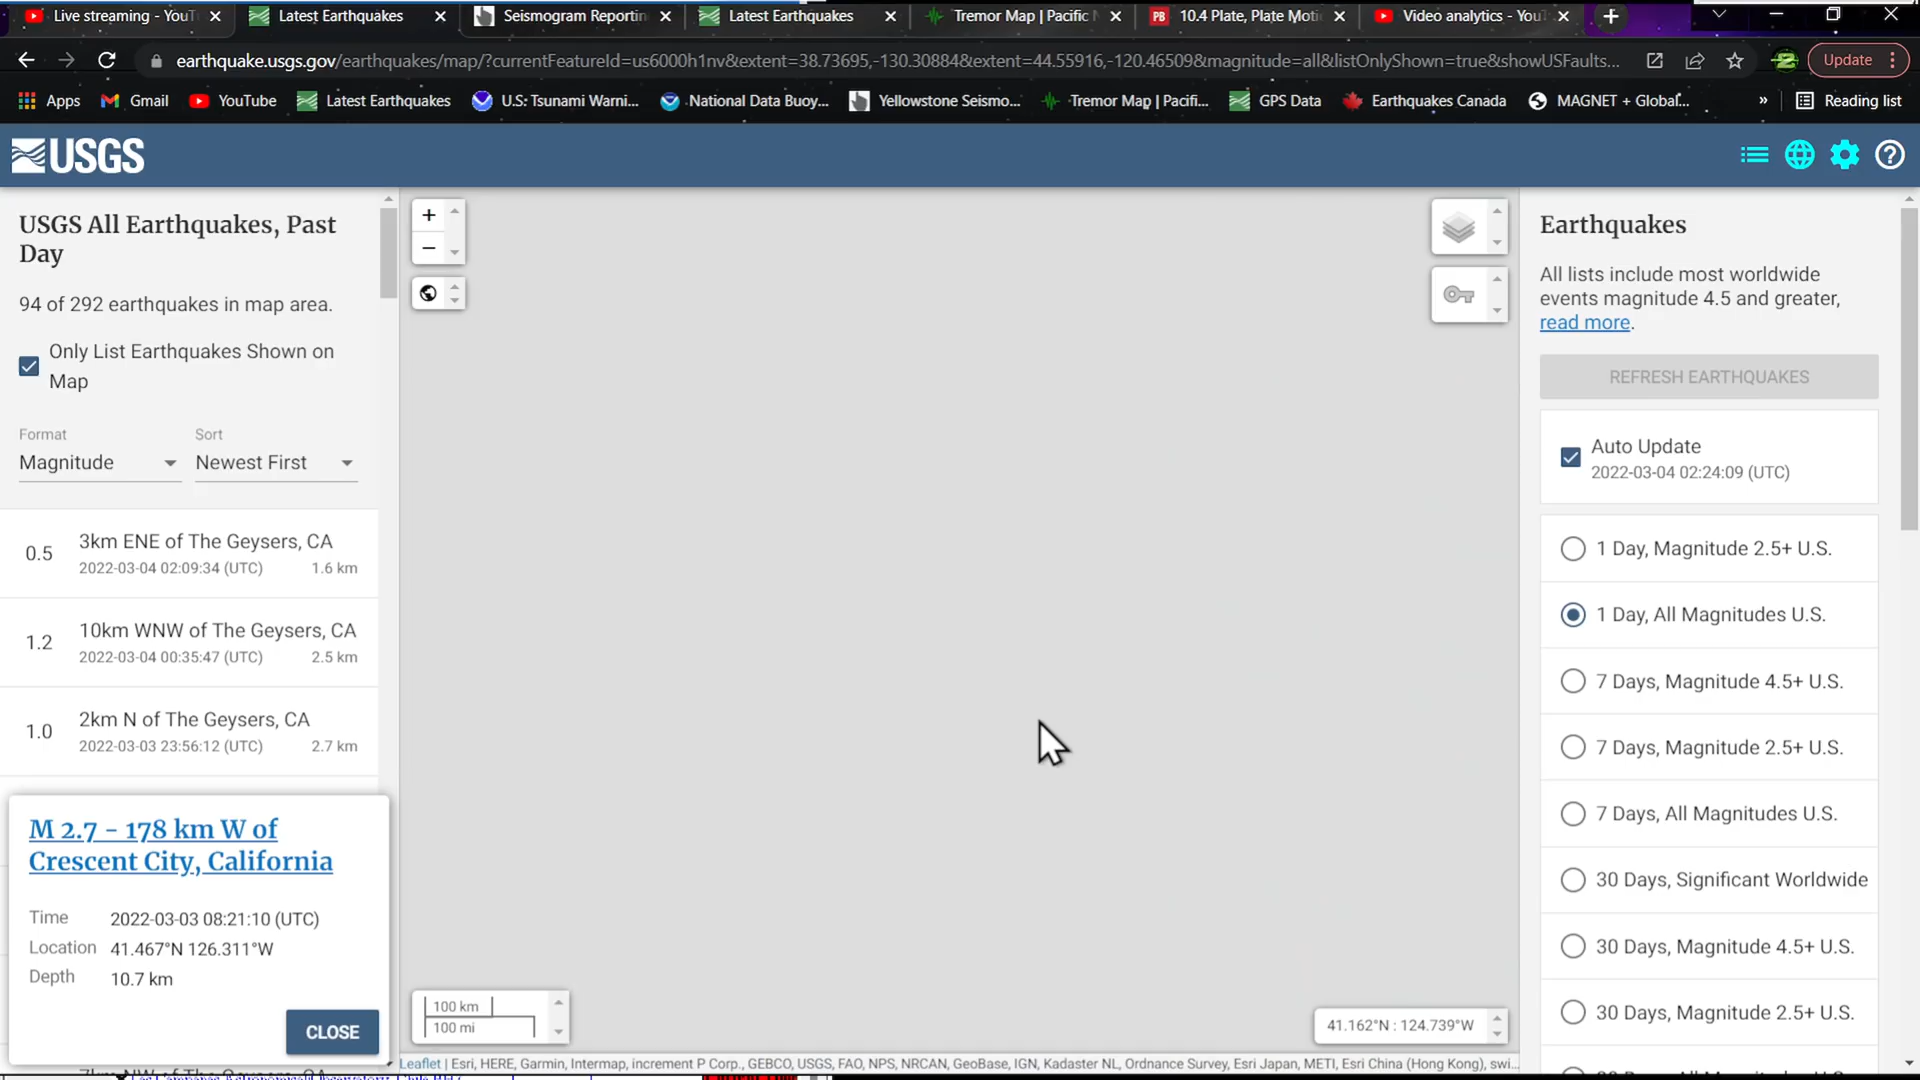 Live streaming - YouT
Latest Earthquakes
Seismogram Reportin
Latest Earthquakes
Tremor Map | Pacific N
PB 10.4 Plate, Plate Moti
Video analytics - You
earthquake.usgs.gov/earthquakes/map/?currentFeatureId=us6000h1nv&extent=38.73695,-130.30884&extent=44.55916,-120.46509&magnitude=all&listOnlyShown=true&showUSFaults...
Update
Apps
Gmail
YouTube
Latest Earthquakes
U.S: Tsunami Warni...
National Data Buoy...
Yellowstone Seismo...
Tremor Map | Pacifi...
GPS Data
Earthquakes Canada
MAGNET + Global...
»
Reading list
USGS
USGS All Earthquakes, Past
Day
94 of 292 earthquakes in map area.
Only List Earthquakes Shown on
Map
Format
Sort
Magnitude
Newest First
0.5
3km ENE of The Geysers, CA
2022-03-04 02:09:34 (UTC) 1.6 km
1.2
10km WNW of The Geysers, CA
2022-03-04 00:35:47 (UTC) 2.5 km
1.0
2km N of The Geysers, CA
2022-03-03 23:56:12 (UTC) 2.7 km
M 2.7 - 178 km W of
Crescent City, California
Time 2022-03-03 08:21:10 (UTC)
Location 41.467°N 126.311°W
Depth 10.7 km
CLOSE
+
−
100 km
100 mi
41.162°N : 124.739°W
Leaflet | Esri, HERE, Garmin, Intermap, increment P Corp., GEBCO, USGS, FAO, NPS, NRCAN, GeoBase, IGN, Kadaster NL, Ordnance Survey, Esri Japan, METI, Esri China (Hong Kong), swi...
Earthquakes
All lists include most worldwide
events magnitude 4.5 and greater,
read more.
REFRESH EARTHQUAKES
Auto Update
2022-03-04 02:24:09 (UTC)
1 Day, Magnitude 2.5+ U.S.
1 Day, All Magnitudes U.S.
7 Days, Magnitude 4.5+ U.S.
7 Days, Magnitude 2.5+ U.S.
7 Days, All Magnitudes U.S.
30 Days, Significant Worldwide
30 Days, Magnitude 4.5+ U.S.
30 Days, Magnitude 2.5+ U.S.